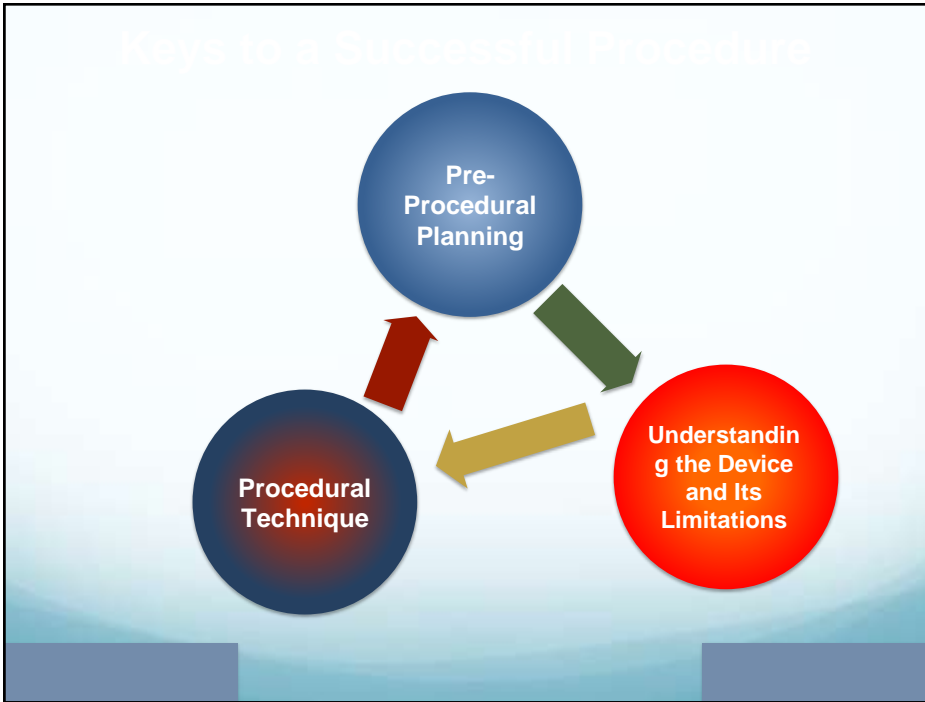 Keys to a Successful Procedure
Pre-
Procedural
Planning
Understandin
g the Device
and Its
Limitations
Procedural
Technique